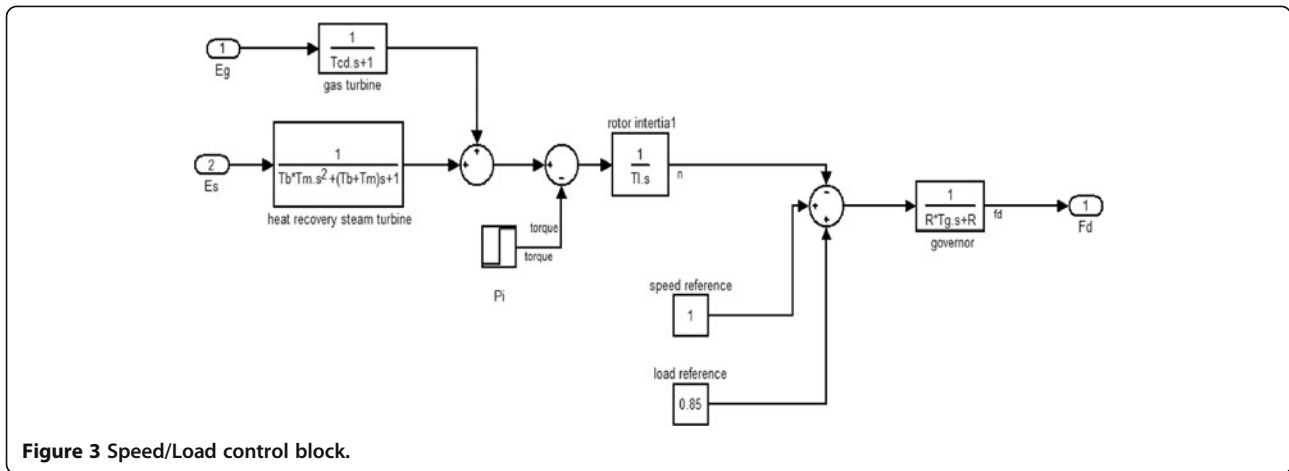 1
Eg
1
Tcd.s+1
gas turbine
2
Es
1
Tb*Tm.s²+(Tb+Tm)s+1
heat recovery steam turbine
+
+
+
-
torque
torque
Pi
rotor intertia1
1
Tl.s
n
-
+
+
speed reference
1
load reference
0.85
1
R*Tg.s+R
governor
fd
1
Fd
Figure 3 Speed/Load control block.